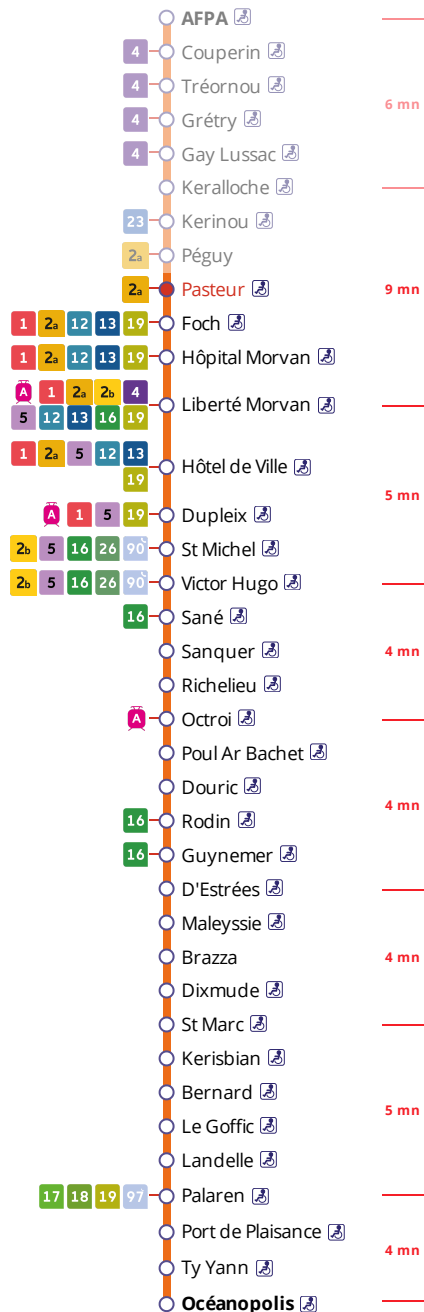 AFPA
4 Couperin
4 Tréornou
6 mn
4 Grétry
4 Gay Lussac
Keralloche
23 Kerinou
2a Péguy
2a Pasteur 9 mn
1 2a 12 13 19 Foch
1 2a 12 13 19 Hôpital Morvan
A 1 2a 2b 4
Liberté Morvan
5 12 13 16 19
1 2a 5 12 13
Hôtel de Ville
19
5 mn
A 1 5 19 Dupleix
2b 5 16 26 90 St Michel
2b 5 16 26 90 Victor Hugo
16 Sané
Sanquer 4 mn
Richelieu
A Octroi
Poul Ar Bachet
Douric
4 mn
16 Rodin
16 Guynemer
D'Estrées
Maleyssie
Brazza 4 mn
Dixmude
St Marc
Kerisbian
Bernard
5 mn
Le Goffic
Landelle
17 18 19 97 Palaren
Port de Plaisance
4 mn
Ty Yann
Océanopolis